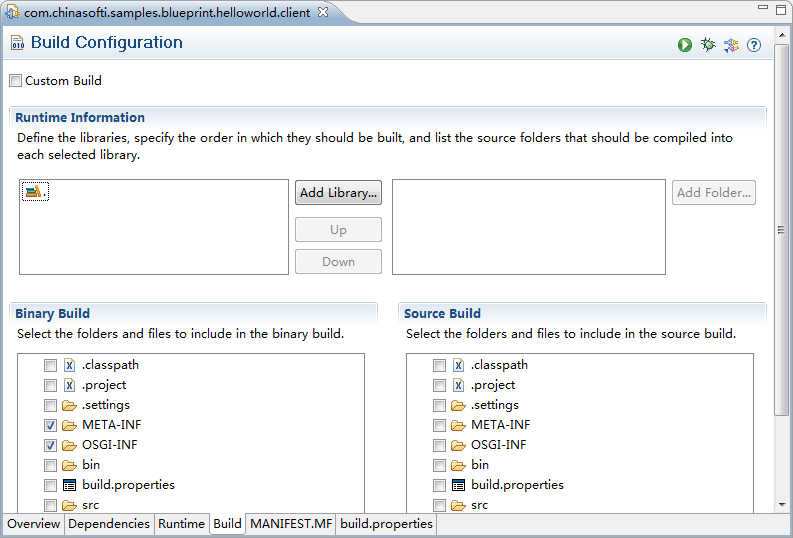 com.chinasofti.samples.blueprint.helloworld.client
Build Configuration
Custom Build
Runtime Information
Define the libraries, specify the order in which they should be built, and list the source folders that should be compiled into
each selected library.
.
Add Library...
Up
Down
Add Folder...
Binary Build
Select the folders and files to include in the binary build.
.classpath
.project
.settings
META-INF
OSGI-INF
bin
build.properties
src
Source Build
Select the folders and files to include in the source build.
.classpath
.project
.settings
META-INF
OSGI-INF
bin
build.properties
src
Overview Dependencies Runtime Build MANIFEST.MF build.properties